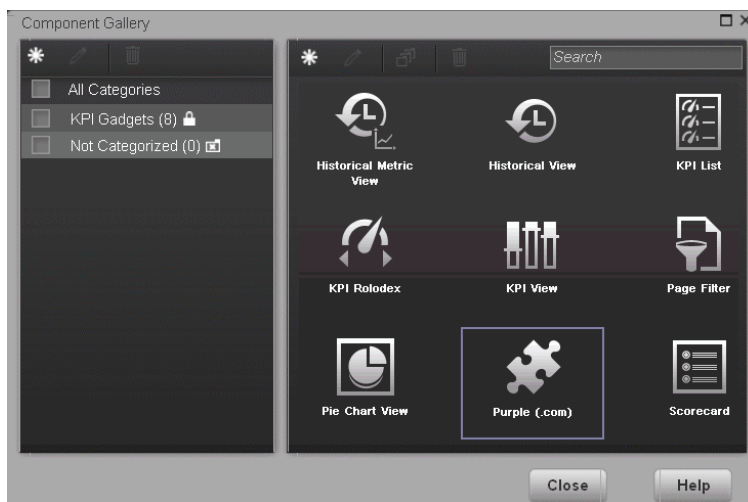 Component Gallery
Search
All Categories
KPI Gadgets (8)
Not Categorized (0)
Historical Metric
View
Historical View
KPI List
KPI Rolodex
KPI View
Page Filter
Pie Chart View
Purple (.com)
Scorecard
Close
Help